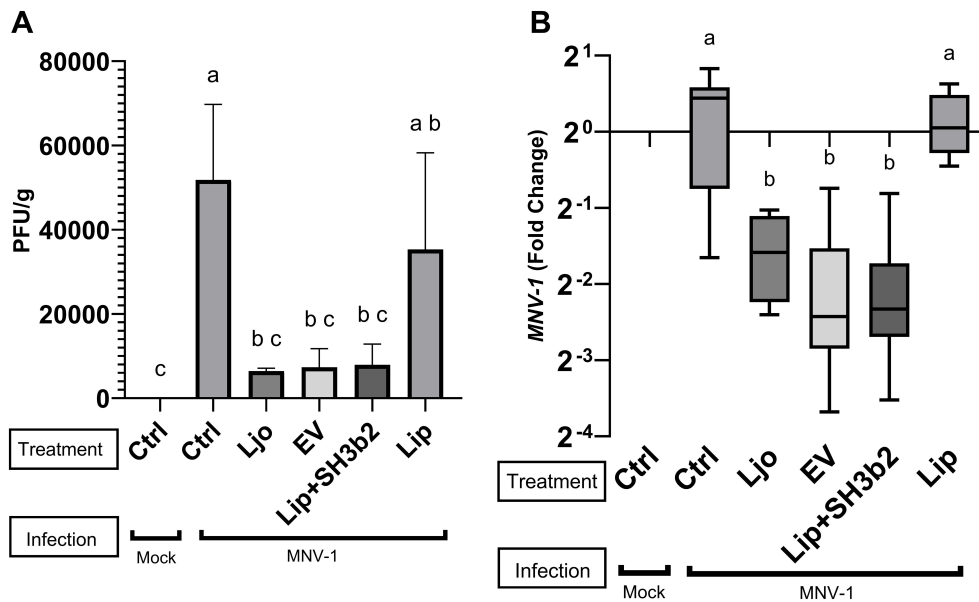 A
PFU/g
80000
60000
40000
20000
0
c
a
b c
b c
b c
a b
Treatment
Ctrl
Ctrl
Ljo
EV
Lip+SH3b2
Lip
Infection
Mock
MNV-1
B
MNV-1 (Fold Change)
2^1
2^0
2^-1
2^-2
2^-3
2^-4
a
b
b
b
a
Treatment
Ctrl
Ctrl
Ljo
EV
Lip+SH3b2
Lip
Infection
Mock
MNV-1